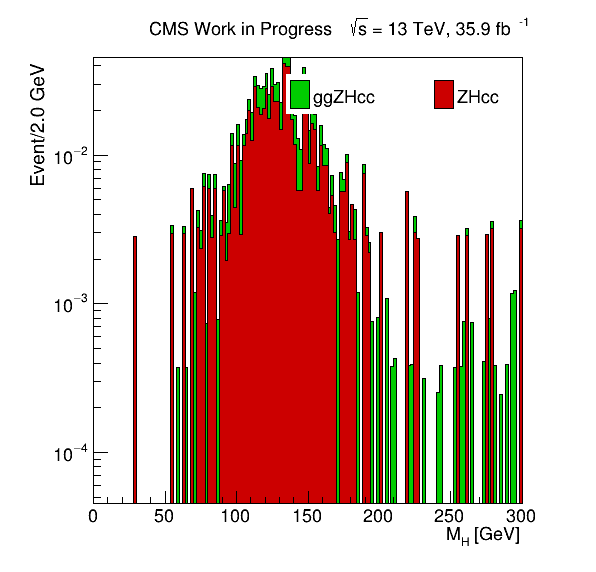 CMS Work in Progress √s = 13 TeV, 35.9 fb⁻¹
Event/2.0 GeV
ggZHcc ZHcc
10⁻²
10⁻³
10⁻⁴
0 50 100 150 200 250 300
M_H [GeV]